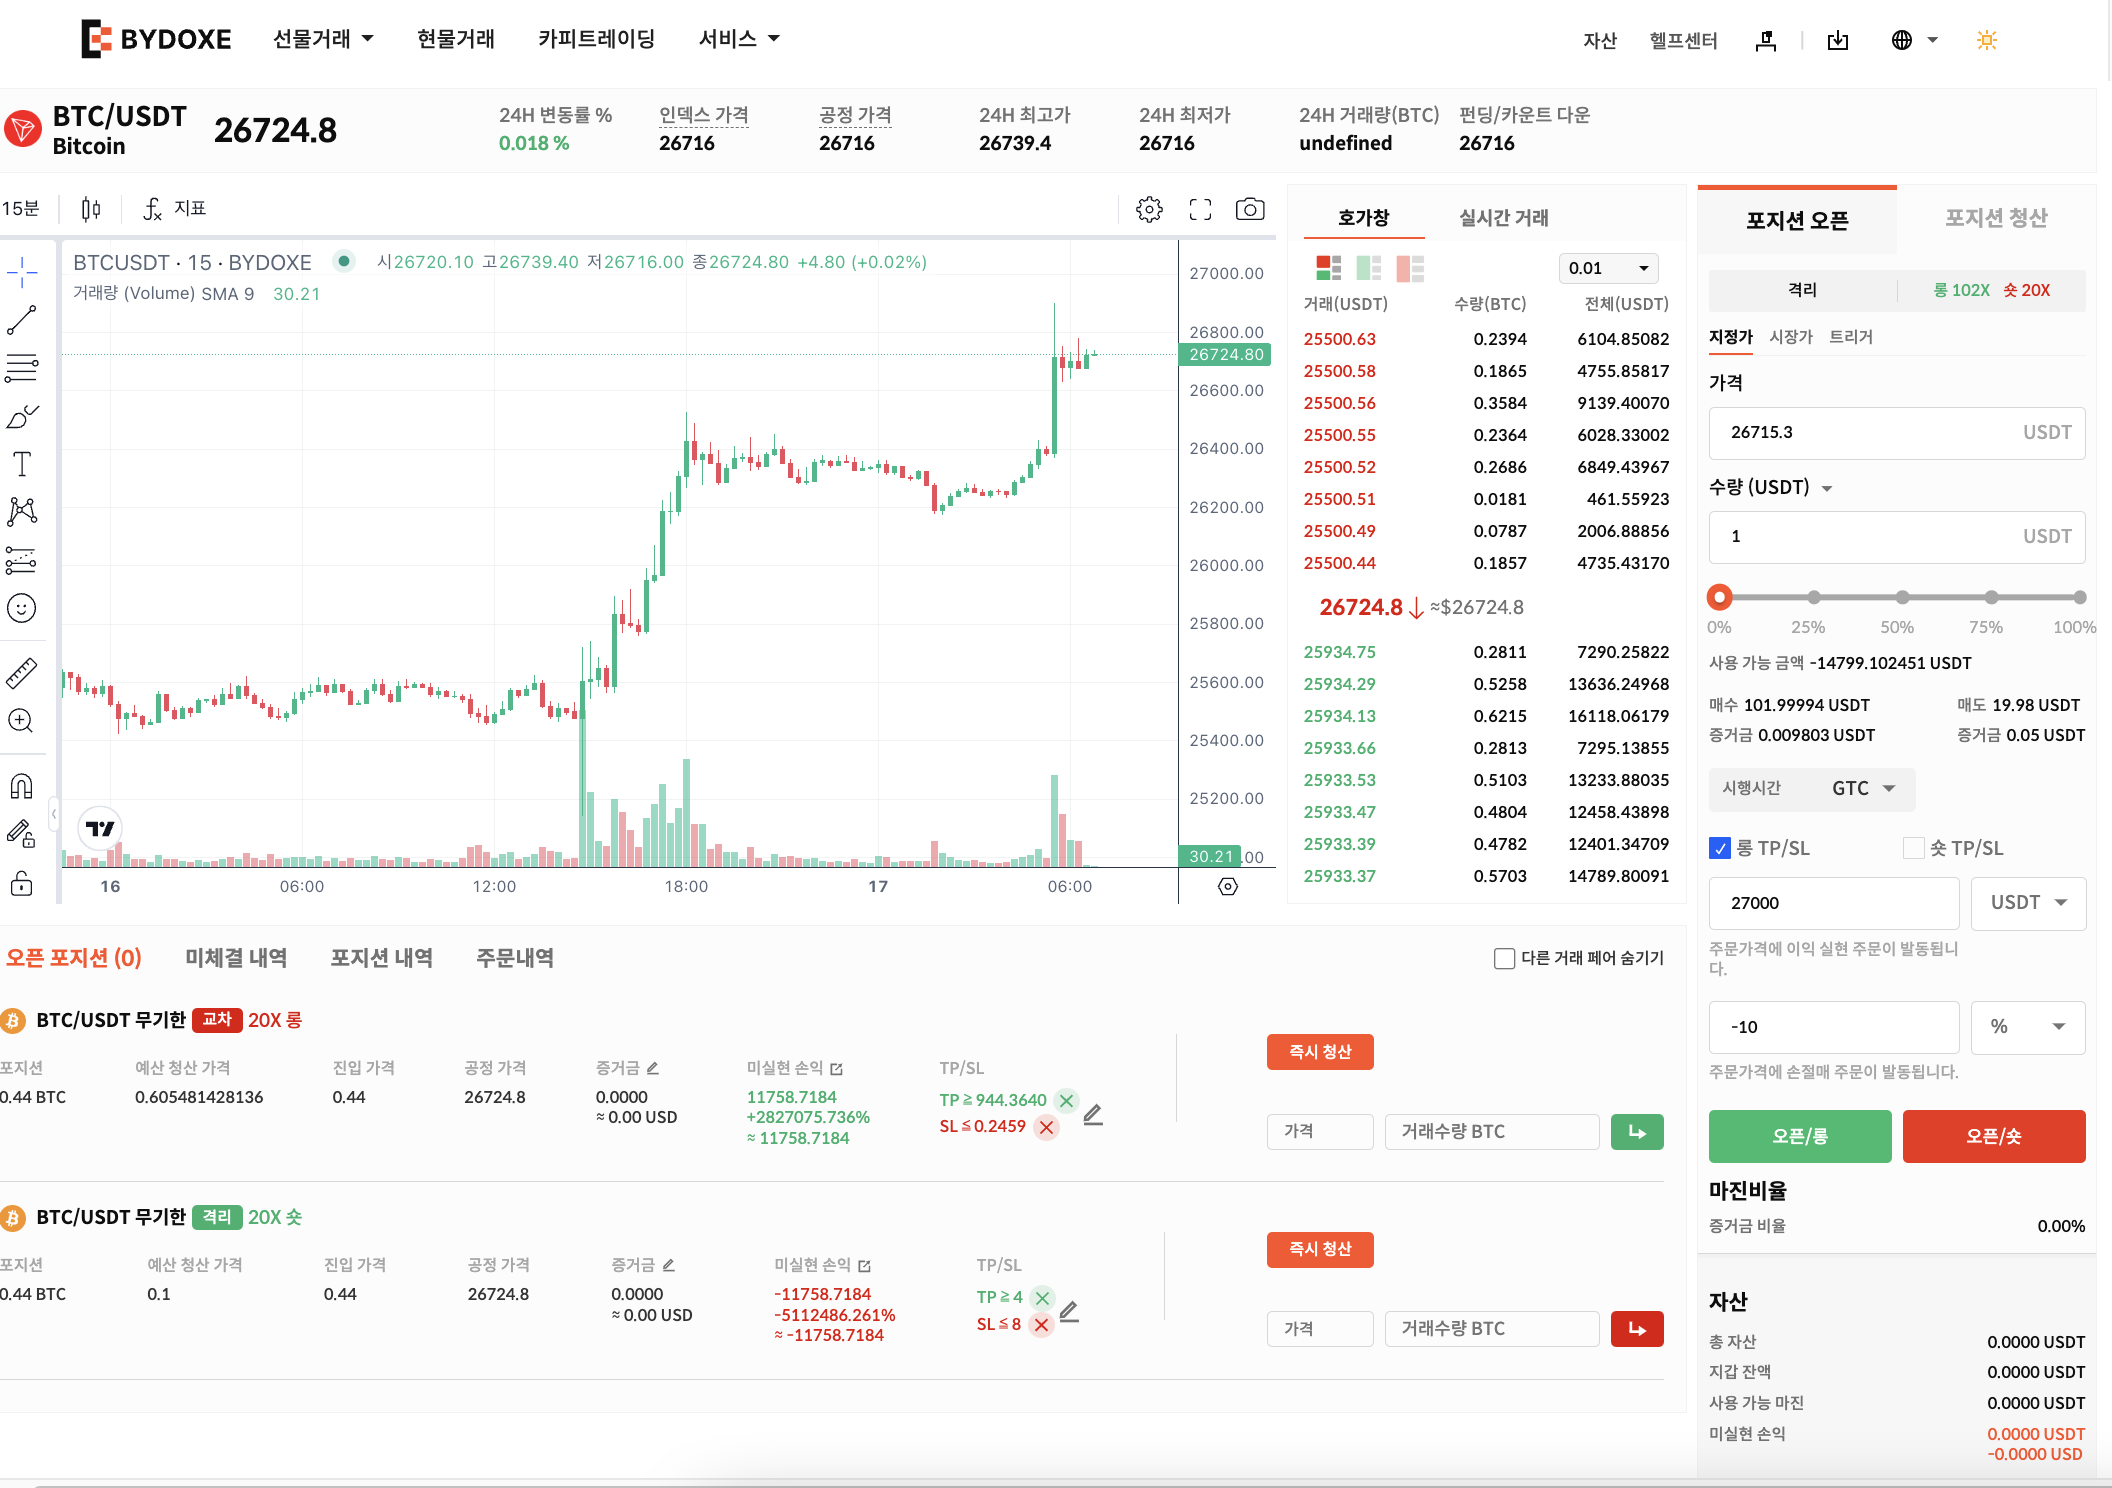 BYDOXE 선물거래 현물거래 카피트레이딩 서비스 자산 헬프센터
BTC/USDT
Bitcoin
26724.8
24H 변동률 % 인덱스 가격 공정 가격 24H 최고가 24H 최저가 24H 거래량(BTC) 펀딩/카운트 다운
0.018 % 26716 26716 26739.4 26716 undefined 26716
15분 지표
BTCUSDT · 15 · BYDOXE 시26720.10 고26739.40 저26716.00 종26724.80 +4.80 (+0.02%)
거래량 (Volume) SMA 9 30.21
27000.00
26800.00
26724.80
26600.00
26400.00
26200.00
26000.00
25800.00
25600.00
25400.00
25200.00
30.21 .00
16 06:00 12:00 18:00 17 06:00
호가창 실시간 거래
0.01
거래(USDT) 수량(BTC) 전체(USDT)
25500.63 0.2394 6104.85082
25500.58 0.1865 4755.85817
25500.56 0.3584 9139.40070
25500.55 0.2364 6028.33002
25500.52 0.2686 6849.43967
25500.51 0.0181 461.55923
25500.49 0.0787 2006.88856
25500.44 0.1857 4735.43170
26724.8 ↓ ≈$26724.8
25934.75 0.2811 7290.25822
25934.29 0.5258 13636.24968
25934.13 0.6215 16118.06179
25933.66 0.2813 7295.13855
25933.53 0.5103 13233.88035
25933.47 0.4804 12458.43898
25933.39 0.4782 12401.34709
25933.37 0.5703 14789.80091
포지션 오픈 포지션 청산
격리 롱 102X 숏 20X
지정가 시장가 트리거
가격
26715.3 USDT
수량 (USDT)
1 USDT
0% 25% 50% 75% 100%
사용 가능 금액 -14799.102451 USDT
매수 101.99994 USDT 매도 19.98 USDT
증거금 0.009803 USDT 증거금 0.05 USDT
시행시간 GTC
롱 TP/SL 숏 TP/SL
27000 USDT
주문가격에 이익 실현 주문이 발동됩니
다.
-10 %
주문가격에 손절매 주문이 발동됩니다.
오픈/롱 오픈/숏
마진비율
증거금 비율 0.00%
자산
총 자산 0.0000 USDT
지갑 잔액 0.0000 USDT
사용 가능 마진 0.0000 USDT
미실현 손익 0.0000 USDT
-0.0000 USD
오픈 포지션 (0) 미체결 내역 포지션 내역 주문내역 다른 거래 페어 숨기기
BTC/USDT 무기한 교차 20X 롱
포지션 예산 청산 가격 진입 가격 공정 가격 증거금 미실현 손익 TP/SL
0.44 BTC 0.605481428136 0.44 26724.8 0.0000 11758.7184 TP ≧ 944.3640
≈ 0.00 USD +2827075.736% SL ≦ 0.2459
≈ 11758.7184
즉시 청산
가격 거래수량 BTC
BTC/USDT 무기한 격리 20X 숏
포지션 예산 청산 가격 진입 가격 공정 가격 증거금 미실현 손익 TP/SL
0.44 BTC 0.1 0.44 26724.8 0.0000 -11758.7184 TP ≧ 4
≈ 0.00 USD -5112486.261% SL ≦ 8
≈ -11758.7184
즉시 청산
가격 거래수량 BTC